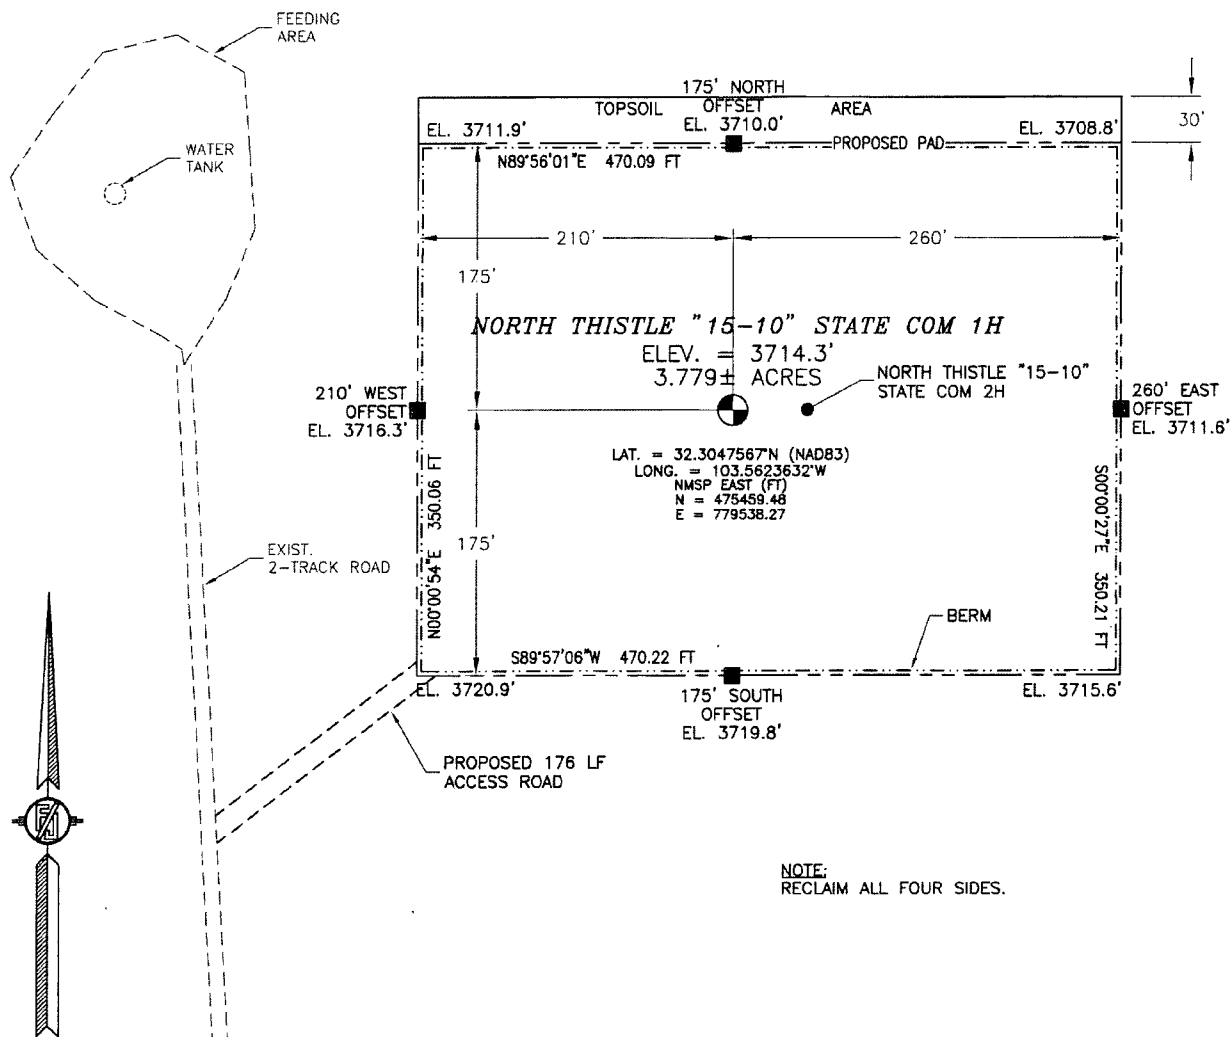 FEEDING
AREA
WATER
TANK
175' NORTH
OFFSET
EL. 3710.0'
TOPSOIL
AREA
30'
EL. 3711.9'
EL. 3708.8'
PROPOSED PAD
N89°56'01"E 470.09 FT
210'
260'
175'
NORTH THISTLE "15-10" STATE COM 1H
ELEV. = 3714.3'
3.779± ACRES
NORTH THISTLE "15-10"
STATE COM 2H
210' WEST
OFFSET
EL. 3716.3'
260' EAST
OFFSET
EL. 3711.6'
LAT. = 32.3047567°N (NAD83)
LONG. = 103.5623632°W
NMSP EAST (FT)
N = 475459.48
E = 779538.27
N00°00'54"E 350.06 FT
175'
S00°00'27"E 350.21 FT
EXIST.
2-TRACK ROAD
BERM
S89°57'06"W 470.22 FT
EL. 3720.9'
175' SOUTH
OFFSET
EL. 3719.8'
EL. 3715.6'
PROPOSED 176 LF
ACCESS ROAD
NOTE:
RECLAIM ALL FOUR SIDES.